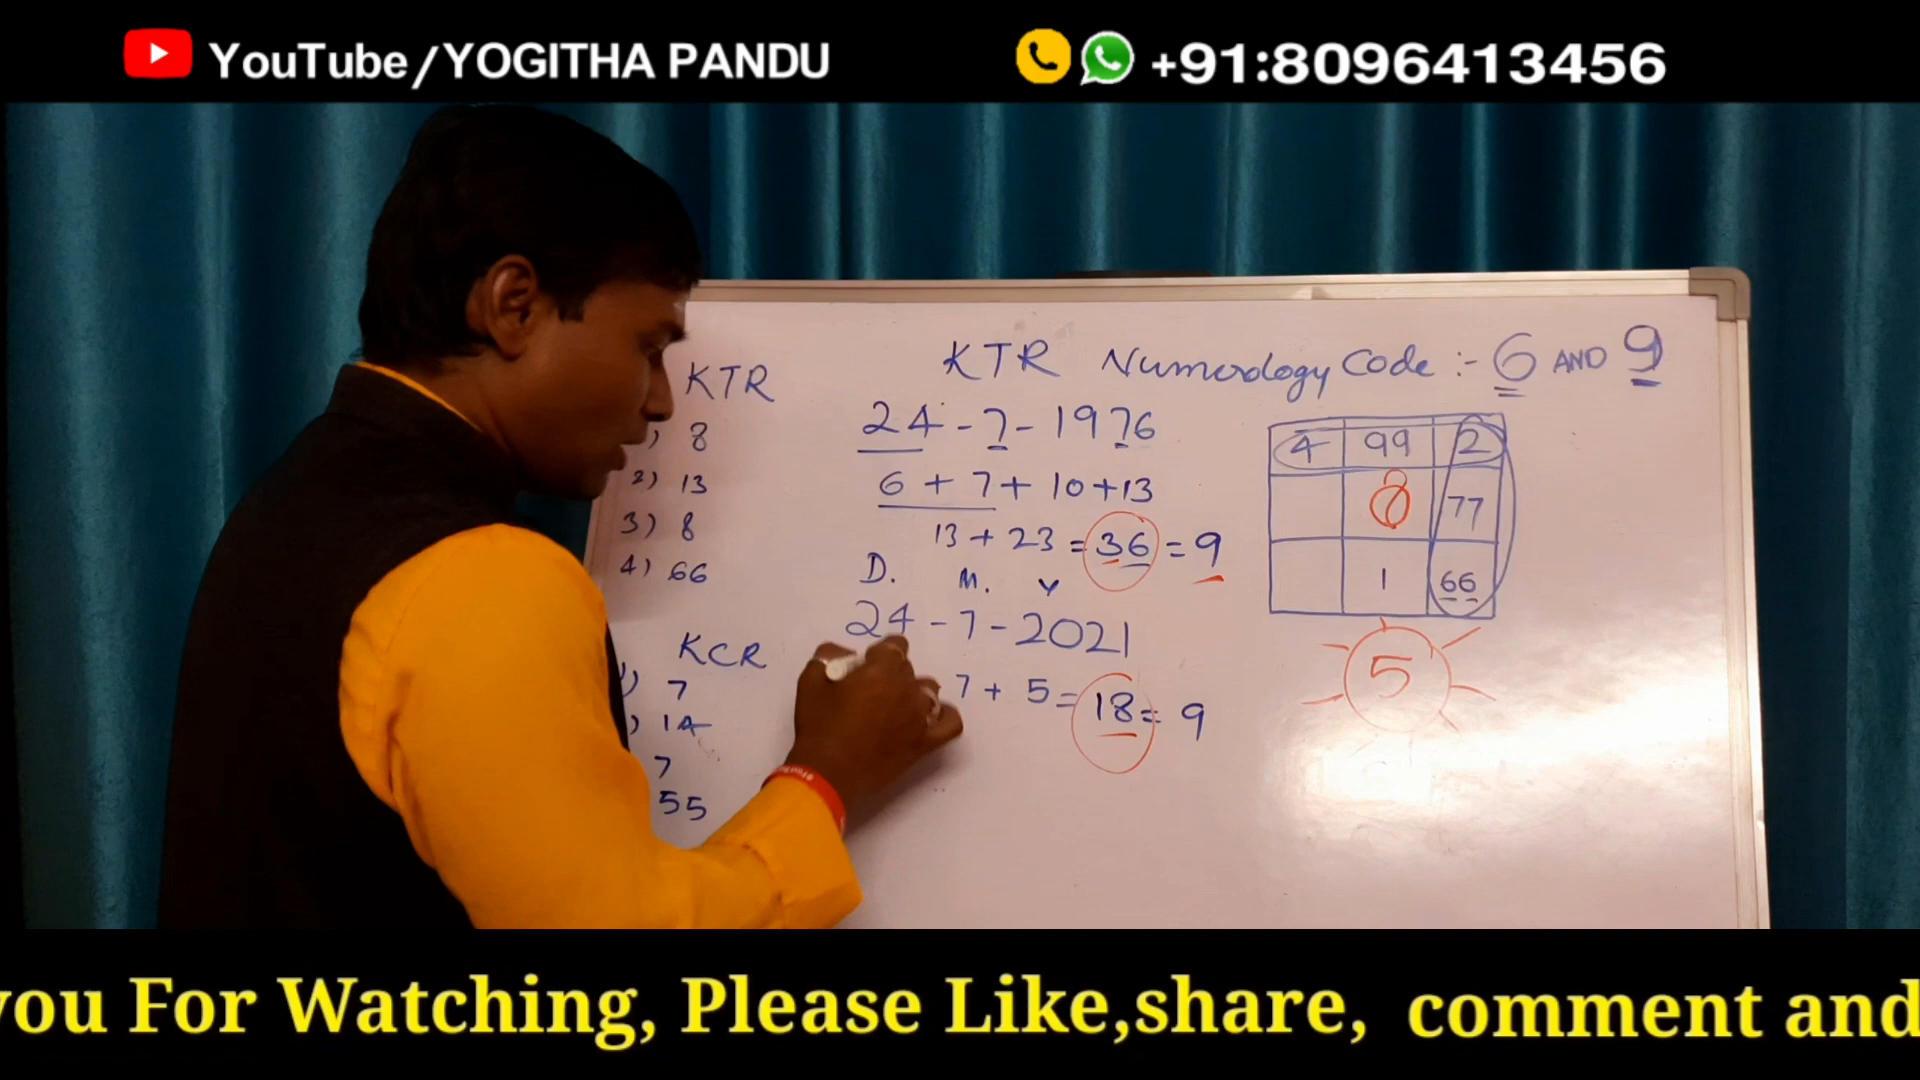 YouTube/YOGITHA PANDU
+91:8096413456
KTR Numerology Code :- 6 AND 9
KTR
) 8
2) 13
3) 8
4) 66
KCR
1) 7
) 14
7
55
24-7-1976
6 + 7 + 10+13
13 + 23 = 36 = 9
D. M. Y
24-7-2021
7 + 5 = 18 = 9
4 99 2
77
1 66
5
you For Watching, Please Like,share, comment and